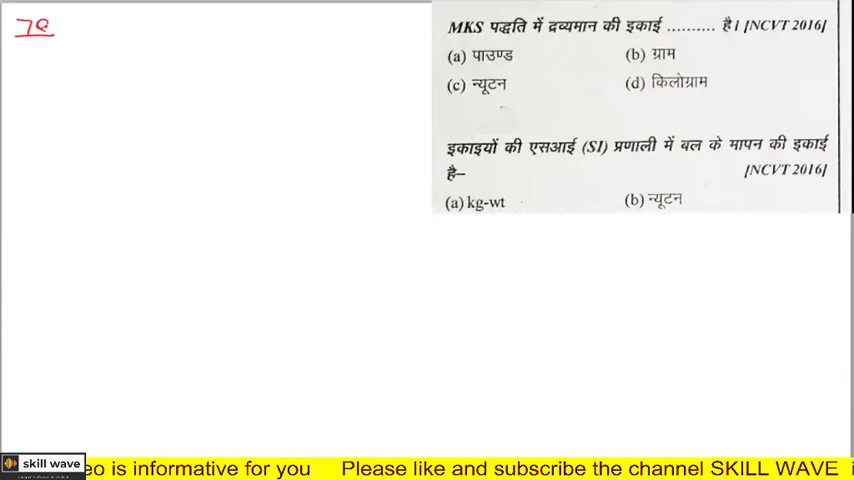 78
MKS पद्धति में द्रव्यमान की इकाई .......... है। [NCVT 2016]
(a) पाउण्ड (b) ग्राम
(c) न्यूटन (d) किलोग्राम
इकाइयों की एसआई (SI) प्रणाली में बल के मापन की इकाई
है– [NCVT 2016]
(a) kg-wt (b) न्यूटन
skill wave
eo is informative for you Please like and subscribe the channel SKILL WAVE i